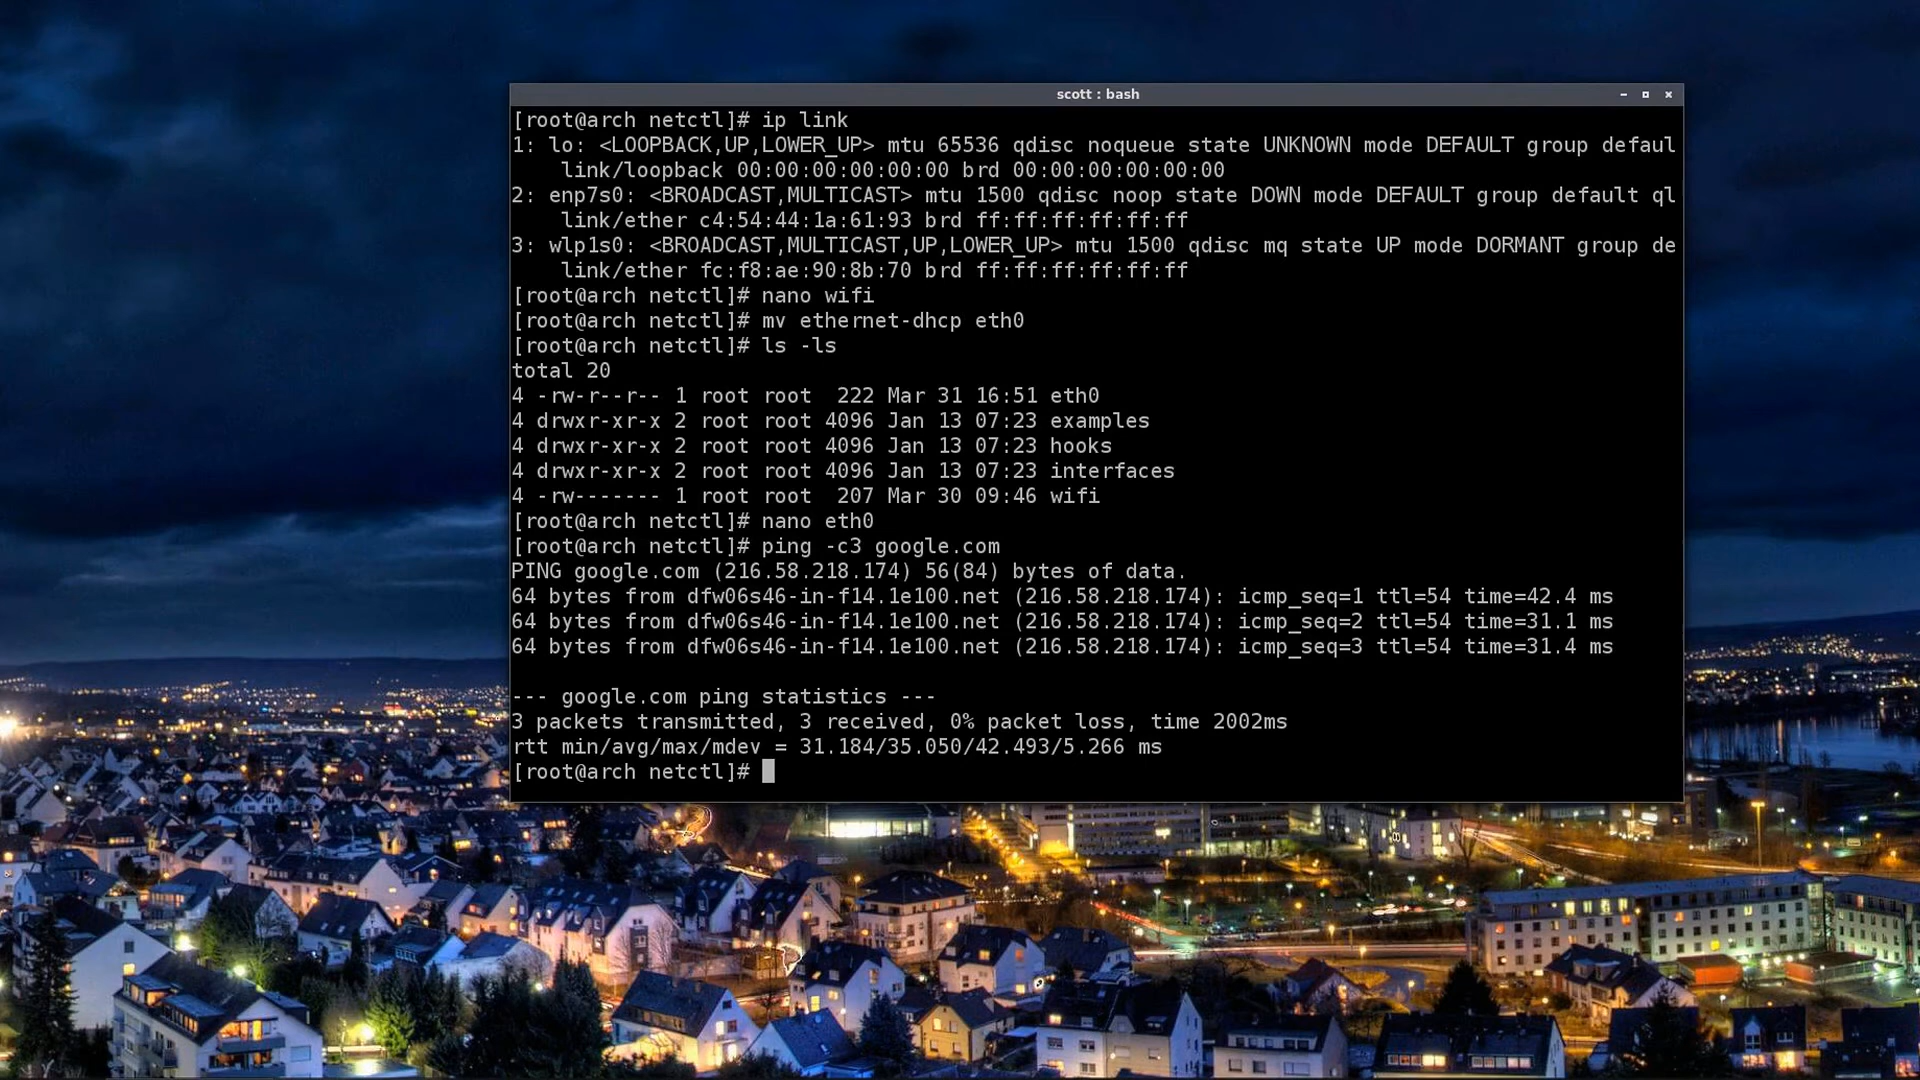 scott : bash
[root@arch netctl]# ip link
1: lo: <LOOPBACK,UP,LOWER_UP> mtu 65536 qdisc noqueue state UNKNOWN mode DEFAULT group defaul
    link/loopback 00:00:00:00:00:00 brd 00:00:00:00:00:00
2: enp7s0: <BROADCAST,MULTICAST> mtu 1500 qdisc noop state DOWN mode DEFAULT group default ql
    link/ether c4:54:44:1a:61:93 brd ff:ff:ff:ff:ff:ff
3: wlp1s0: <BROADCAST,MULTICAST,UP,LOWER_UP> mtu 1500 qdisc mq state UP mode DORMANT group de
    link/ether fc:f8:ae:90:8b:70 brd ff:ff:ff:ff:ff:ff
[root@arch netctl]# nano wifi
[root@arch netctl]# mv ethernet-dhcp eth0
[root@arch netctl]# ls -ls
total 20
4 -rw-r--r-- 1 root root  222 Mar 31 16:51 eth0
4 drwxr-xr-x 2 root root 4096 Jan 13 07:23 examples
4 drwxr-xr-x 2 root root 4096 Jan 13 07:23 hooks
4 drwxr-xr-x 2 root root 4096 Jan 13 07:23 interfaces
4 -rw------- 1 root root  207 Mar 30 09:46 wifi
[root@arch netctl]# nano eth0
[root@arch netctl]# ping -c3 google.com
PING google.com (216.58.218.174) 56(84) bytes of data.
64 bytes from dfw06s46-in-f14.1e100.net (216.58.218.174): icmp_seq=1 ttl=54 time=42.4 ms
64 bytes from dfw06s46-in-f14.1e100.net (216.58.218.174): icmp_seq=2 ttl=54 time=31.1 ms
64 bytes from dfw06s46-in-f14.1e100.net (216.58.218.174): icmp_seq=3 ttl=54 time=31.4 ms

--- google.com ping statistics ---
3 packets transmitted, 3 received, 0% packet loss, time 2002ms
rtt min/avg/max/mdev = 31.184/35.050/42.493/5.266 ms
[root@arch netctl]#